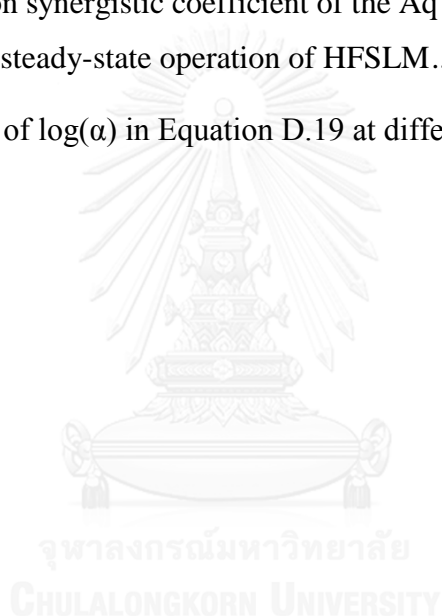 on synergistic coefficient of the Aq
steady-state operation of HFSLM..
of log(α) in Equation D.19 at diffe
จุฬาลงกรณ์มหาวิทยาลัย
CHULALONGKORN UNIVERSITY